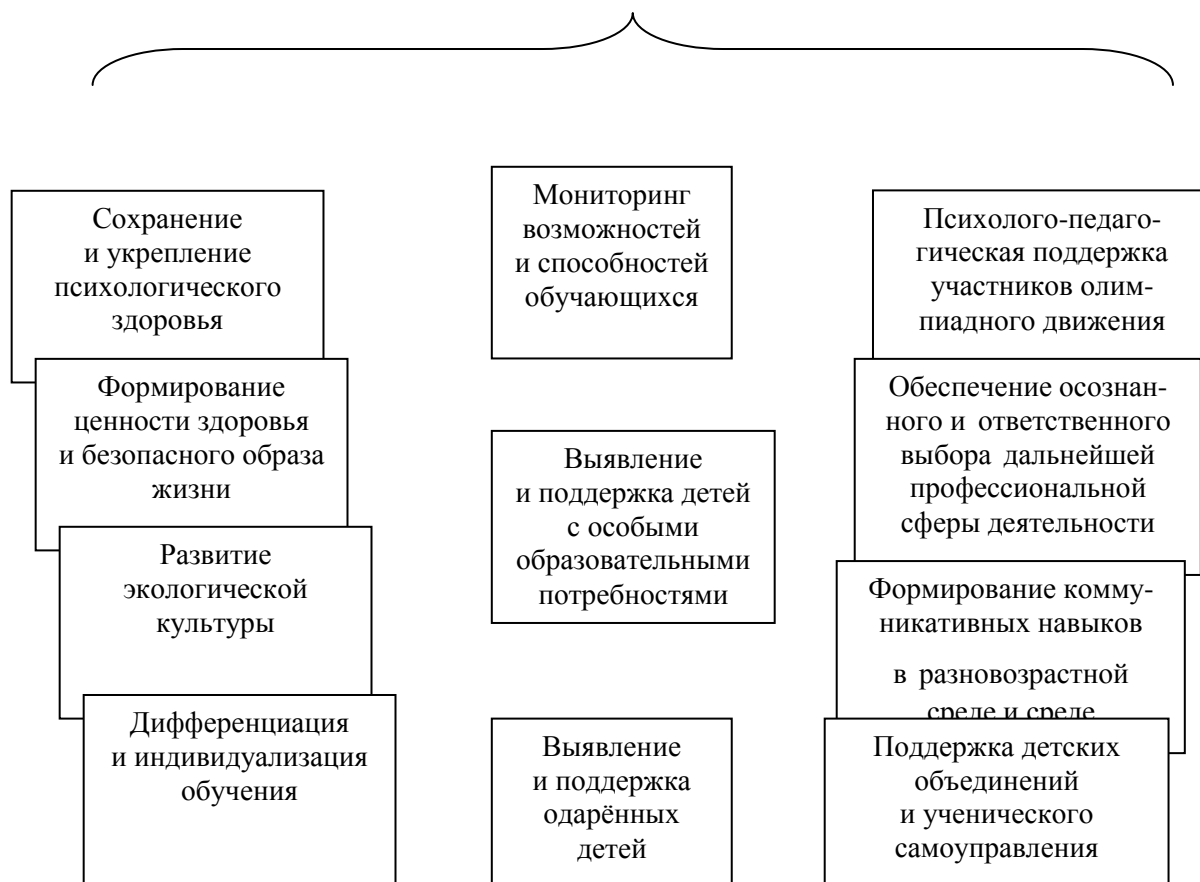 Сохранение
и укрепление
психологического
здоровья
Формирование
ценности здоровья
и безопасного образа
жизни
Развитие
экологической
культуры
Дифференциация
и индивидуализация
обучения
Мониторинг
возможностей
и способностей
обучающихся
Выявление
и поддержка детей
с особыми
образовательными
потребностями
Выявление
и поддержка
одарённых
детей
Психолого-педаго-
гическая поддержка
участников олим-
пиадного движения
Обеспечение осознан-
ного и ответственного
выбора дальнейшей
профессиональной
сферы деятельности
Формирование комму-
никативных навыков
в разновозрастной
среде и среде
Поддержка детских
объединений
и ученического
самоуправления